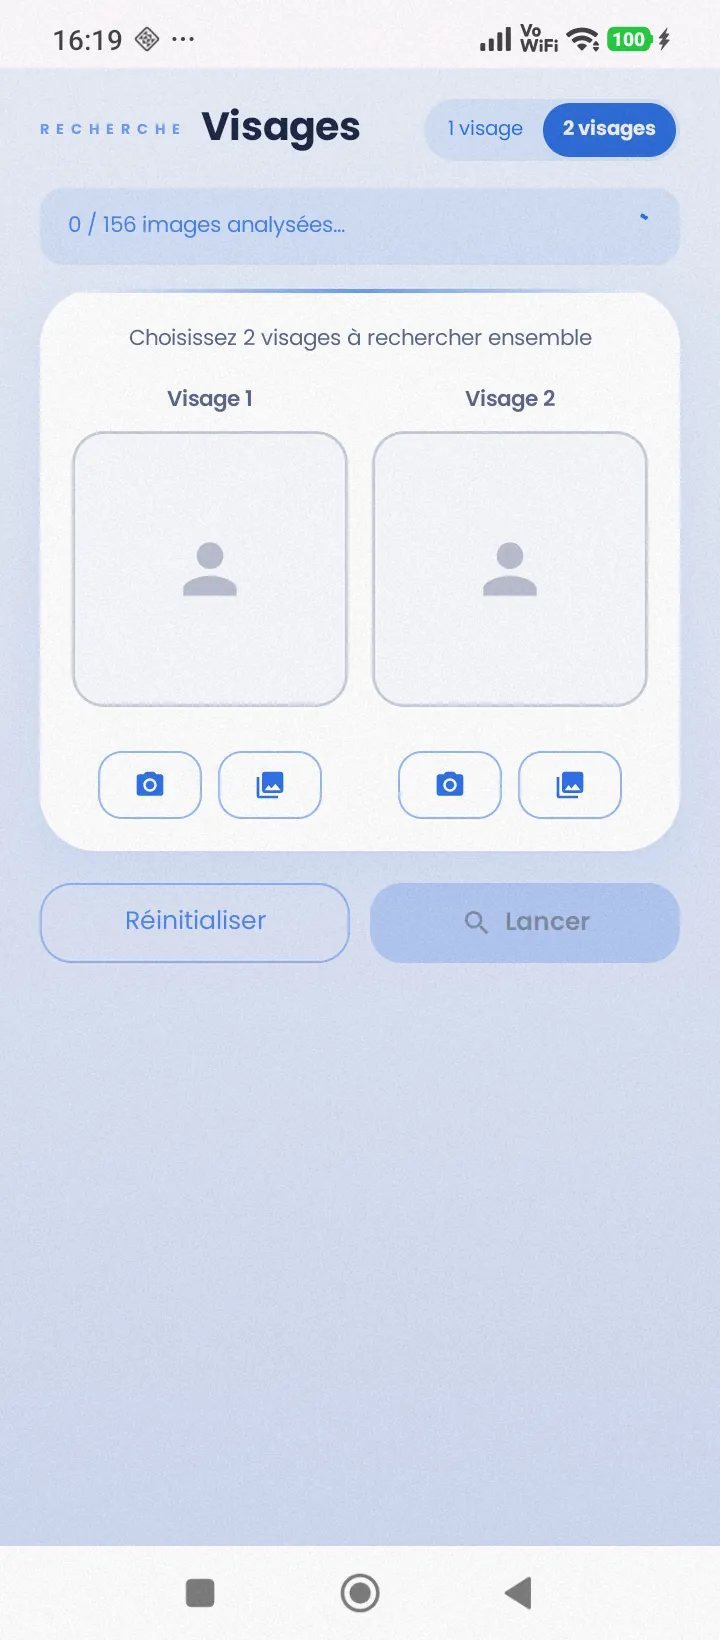 16:19
Vo WiFi
100
RECHERCHE Visages
1 visage
2 visages
0 / 156 images analysées...
Choisissez 2 visages à rechercher ensemble
Visage 1
Visage 2
Réinitialiser
Lancer